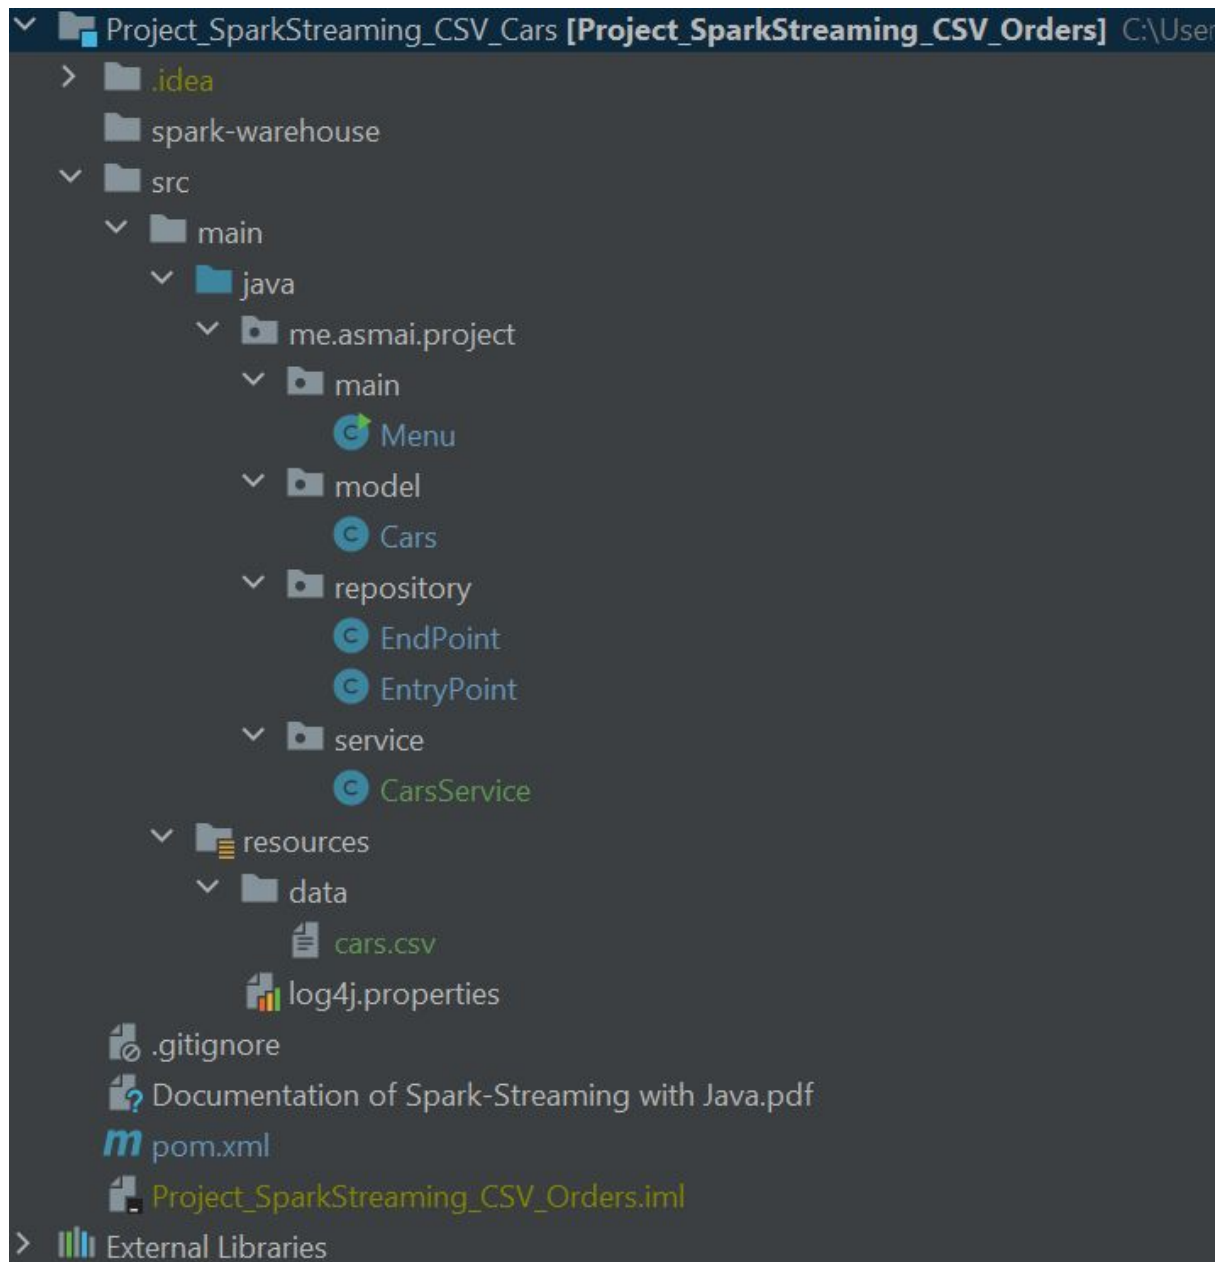 Project_SparkStreaming_CSV_Cars [Project_SparkStreaming_CSV_Orders] C:\User
.idea
spark-warehouse
src
main
java
me.asmai.project
main
Menu
model
Cars
repository
EndPoint
EntryPoint
service
CarsService
resources
data
cars.csv
log4j.properties
.gitignore
Documentation of Spark-Streaming with Java.pdf
pom.xml
Project_SparkStreaming_CSV_Orders.iml
External Libraries